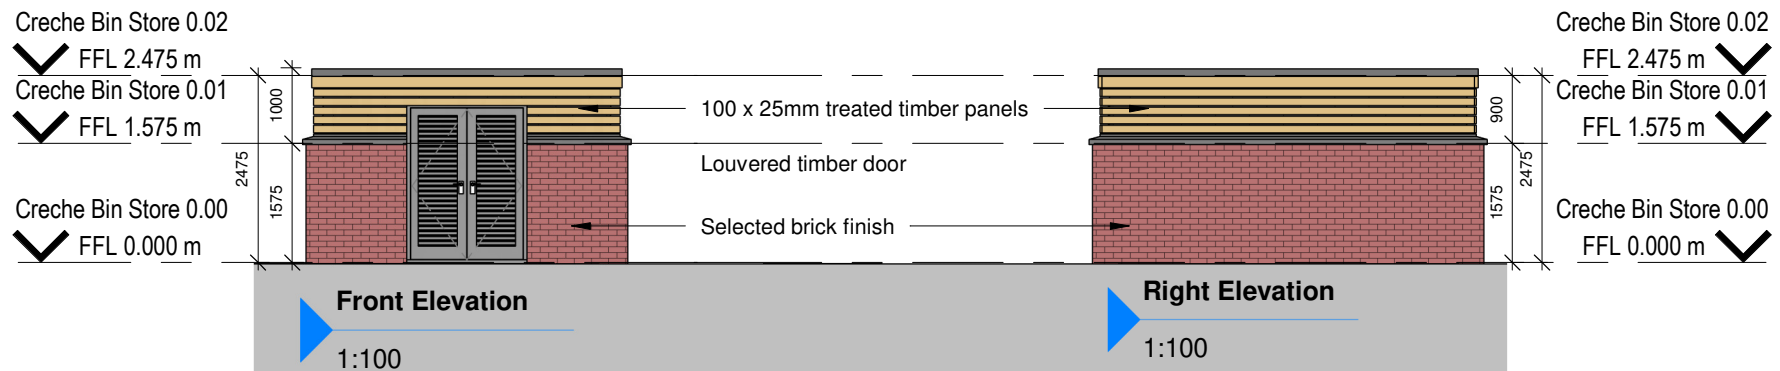 Creche Bin Store 0.02
FFL 2.475 m
Creche Bin Store 0.01
FFL 1.575 m
Creche Bin Store 0.00
FFL 0.000 m
2475
1000
1575
100 x 25mm treated timber panels
Louvered timber door
Selected brick finish
Front Elevation
1:100
Right Elevation
1:100
900
1575
2475
Creche Bin Store 0.02
FFL 2.475 m
Creche Bin Store 0.01
FFL 1.575 m
Creche Bin Store 0.00
FFL 0.000 m